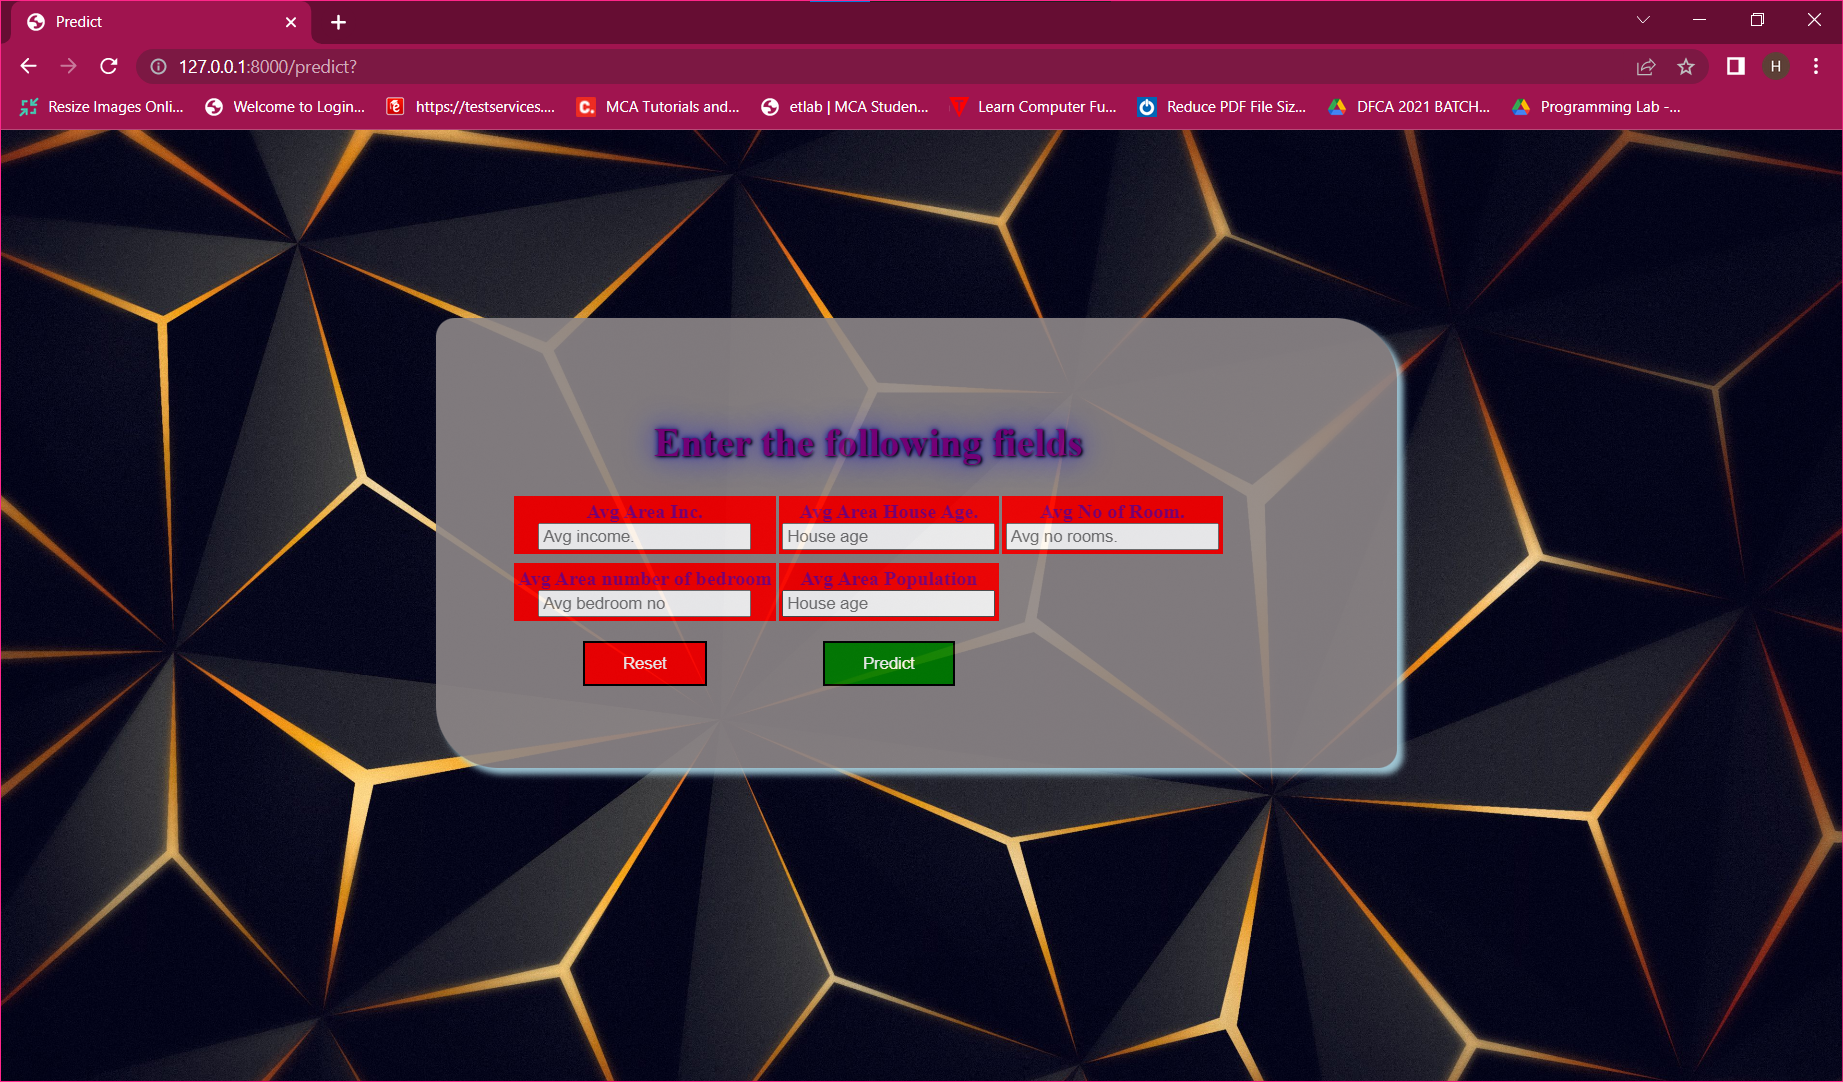 Predict
127.0.0.1:8000/predict?
H
Resize Images Onli... Welcome to Login... https://testservices.... MCA Tutorials and... etlab | MCA Studen... Learn Computer Fu... Reduce PDF File Siz... DFCA 2021 BATCH... Programming Lab -...
Enter the following fields
Avg Area Inc. Avg Area House Age. Avg No of Room.
Avg income. House age Avg no rooms.
Avg Area number of bedroom Avg Area Population
Avg bedroom no House age
Reset Predict